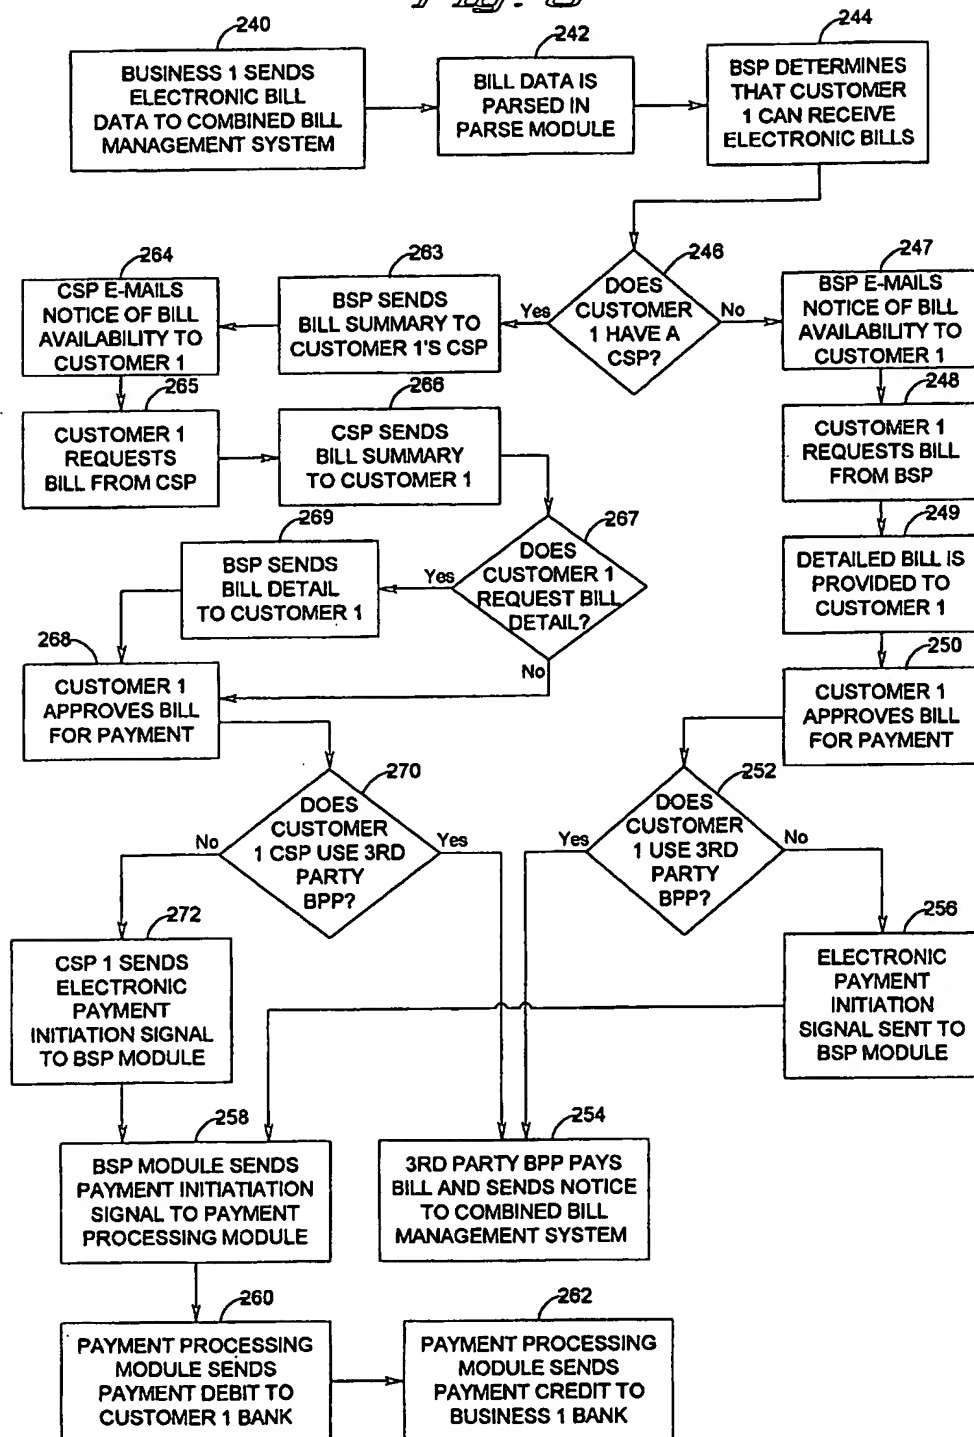 240
BUSINESS 1 SENDS
ELECTRONIC BILL
DATA TO COMBINED BILL
MANAGEMENT SYSTEM
242
BILL DATA IS
PARSED IN
PARSE MODULE
244
BSP DETERMINES
THAT CUSTOMER
1 CAN RECEIVE
ELECTRONIC BILLS
246
DOES
CUSTOMER
1 HAVE A
CSP?
Yes
No
263
BSP SENDS
BILL SUMMARY TO
CUSTOMER 1'S CSP
264
CSP E-MAILS
NOTICE OF BILL
AVAILABILITY TO
CUSTOMER 1
247
BSP E-MAILS
NOTICE OF BILL
AVAILABILITY TO
CUSTOMER 1
265
CUSTOMER 1
REQUESTS
BILL FROM CSP
266
CSP SENDS
BILL SUMMARY
TO CUSTOMER 1
248
CUSTOMER 1
REQUESTS BILL
FROM BSP
267
DOES
CUSTOMER 1
REQUEST BILL
DETAIL?
Yes
No
269
BSP SENDS
BILL DETAIL
TO CUSTOMER 1
249
DETAILED BILL IS
PROVIDED TO
CUSTOMER 1
268
CUSTOMER 1
APPROVES BILL
FOR PAYMENT
250
CUSTOMER 1
APPROVES BILL
FOR PAYMENT
270
DOES
CUSTOMER
1 CSP USE 3RD
PARTY
BPP?
No
Yes
252
DOES
CUSTOMER
1 USE 3RD
PARTY
BPP?
Yes
No
272
CSP 1 SENDS
ELECTRONIC
PAYMENT
INITIATION SIGNAL
TO BSP MODULE
256
ELECTRONIC
PAYMENT
INITIATION
SIGNAL SENT TO
BSP MODULE
258
BSP MODULE SENDS
PAYMENT INITIATIATION
SIGNAL TO PAYMENT
PROCESSING MODULE
254
3RD PARTY BPP PAYS
BILL AND SENDS NOTICE
TO COMBINED BILL
MANAGEMENT SYSTEM
260
PAYMENT PROCESSING
MODULE SENDS
PAYMENT DEBIT TO
CUSTOMER 1 BANK
262
PAYMENT PROCESSING
MODULE SENDS
PAYMENT CREDIT TO
BUSINESS 1 BANK